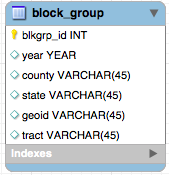 block_group
blkgrp_id INT
year YEAR
county VARCHAR(45)
state VARCHAR(45)
geoid VARCHAR(45)
tract VARCHAR(45)
Indexes